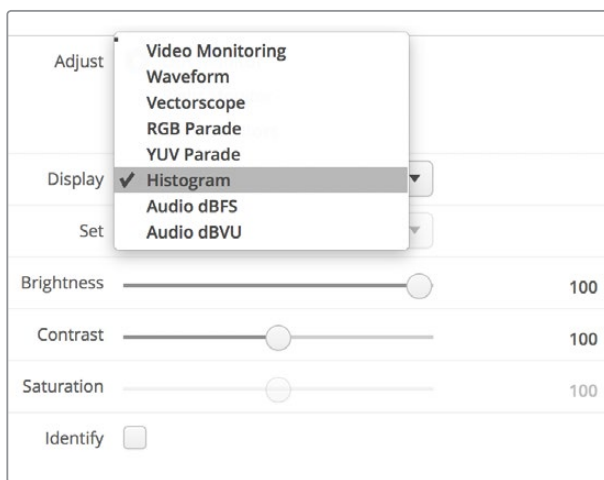 Adjust
Video Monitoring
Waveform
Vectorscope
RGB Parade
YUV Parade
Display ✔ Histogram
Audio dBFS
Set Audio dBVU
Brightness 100
Contrast 100
Saturation 100
Identify